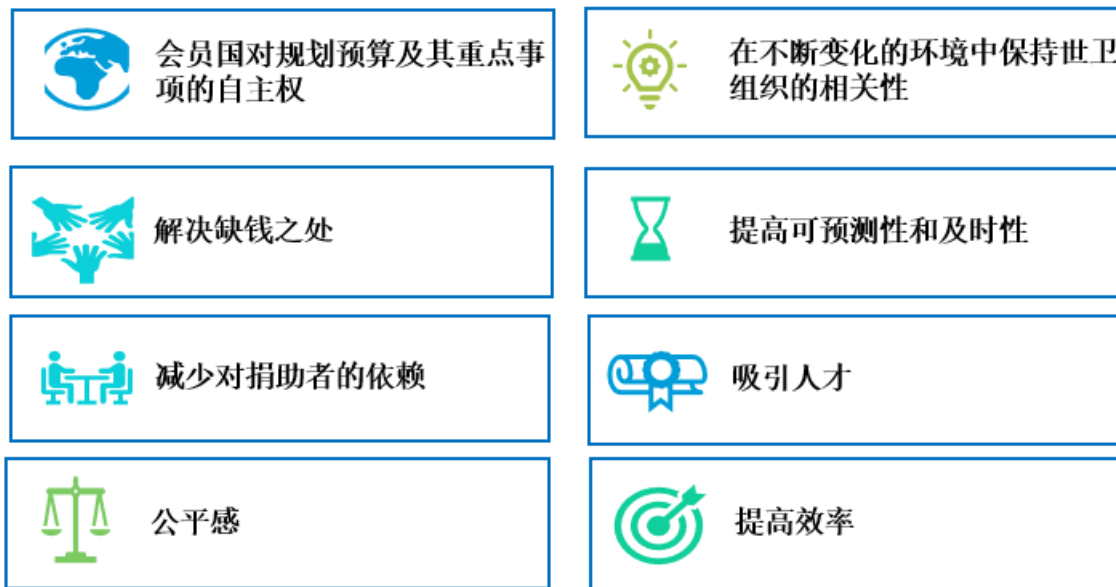 会员国对规划预算及其重点事
项的自主权
在不断变化的环境中保持世卫
组织的相关性
解决缺钱之处
提高可预测性和及时性
减少对捐助者的依赖
吸引人才
公平感
提高效率